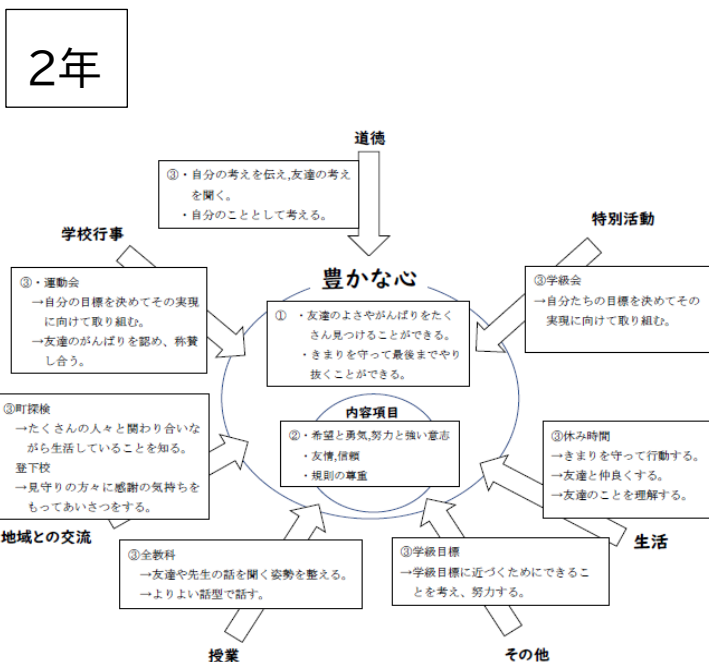 2年
道徳
③・自分の考えを伝え,友達の考え
を聞く。
・自分のこととして考える。
学校行事
③・運動会
→自分の目標を決めてその実現
に向けて取り組む。
→友達のがんばりを認め、称賛
し合う。
特別活動
③学級会
→自分たちの目標を決めてその
実現に向けて取り組む。
豊かな心
① ・友達のよさやがんばりをたく
さん見つけることができる。
・きまりを守って最後までやり
抜くことができる。
内容項目
②・希望と勇気,努力と強い意志
・友情,信頼
・規則の尊重
③町探検
→たくさんの人々と関わり合いな
がら生活していることを知る。
登下校
→見守りの方々に感謝の気持ちを
もってあいさつをする。
地域との交流
③休み時間
→きまりを守って行動する。
→友達と仲良くする。
→友達のことを理解する。
生活
③全教科
→友達や先生の話を聞く姿勢を整える。
→よりよい話型で話す。
授業
③学級目標
→学級目標に近づくためにできるこ
とを考え、努力する。
その他